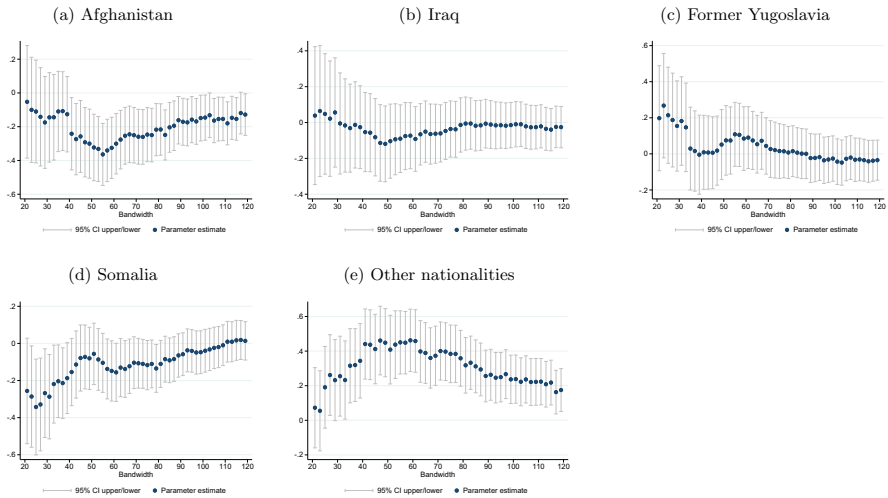 (a) Afghanistan
.2
0
-.2
-.4
-.6
20 30 40 50 60 70 80 90 100 110 120
Bandwidth
95% CI upper/lower Parameter estimate
(b) Iraq
.4
.2
0
-.2
-.4
20 30 40 50 60 70 80 90 100 110 120
Bandwidth
95% CI upper/lower Parameter estimate
(c) Former Yugoslavia
.6
.4
.2
0
-.2
20 30 40 50 60 70 80 90 100 110 120
Bandwidth
95% CI upper/lower Parameter estimate
(d) Somalia
.2
0
-.2
-.4
-.6
20 30 40 50 60 70 80 90 100 110 120
Bandwidth
95% CI upper/lower Parameter estimate
(e) Other nationalities
.6
.4
.2
0
-.2
20 30 40 50 60 70 80 90 100 110 120
Bandwidth
95% CI upper/lower Parameter estimate